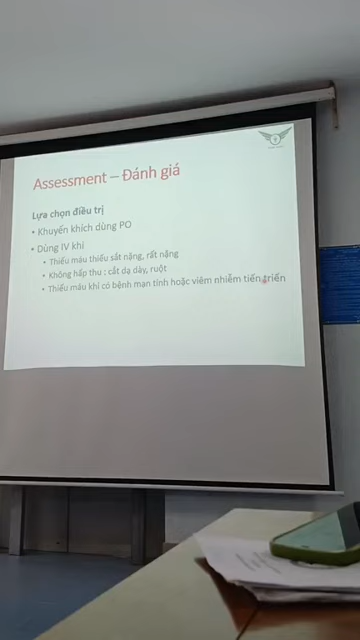 Assessment – Đánh giá
Lựa chọn điều trị
• Khuyến khích dùng PO
• Dùng IV khi
• Thiếu máu thiếu sắt nặng, rất nặng
• Không hấp thu : cắt dạ dày, ruột
• Thiếu máu khi có bệnh mạn tính hoặc viêm nhiễm tiến triển